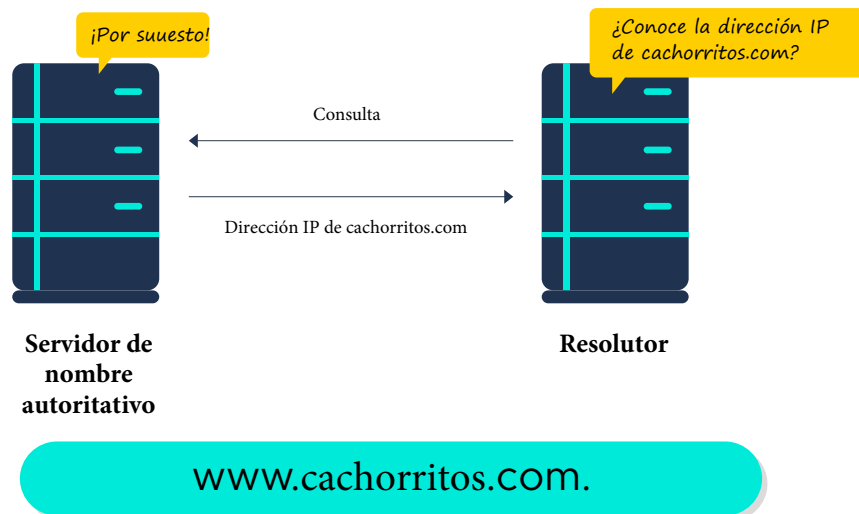 ¡Por suuesto!
¿Conoce la dirección IP
de cachorritos.com?
Consulta
Dirección IP de cachorritos.com
Servidor de
nombre
autoritativo
Resolutor
www.cachorritos.com.